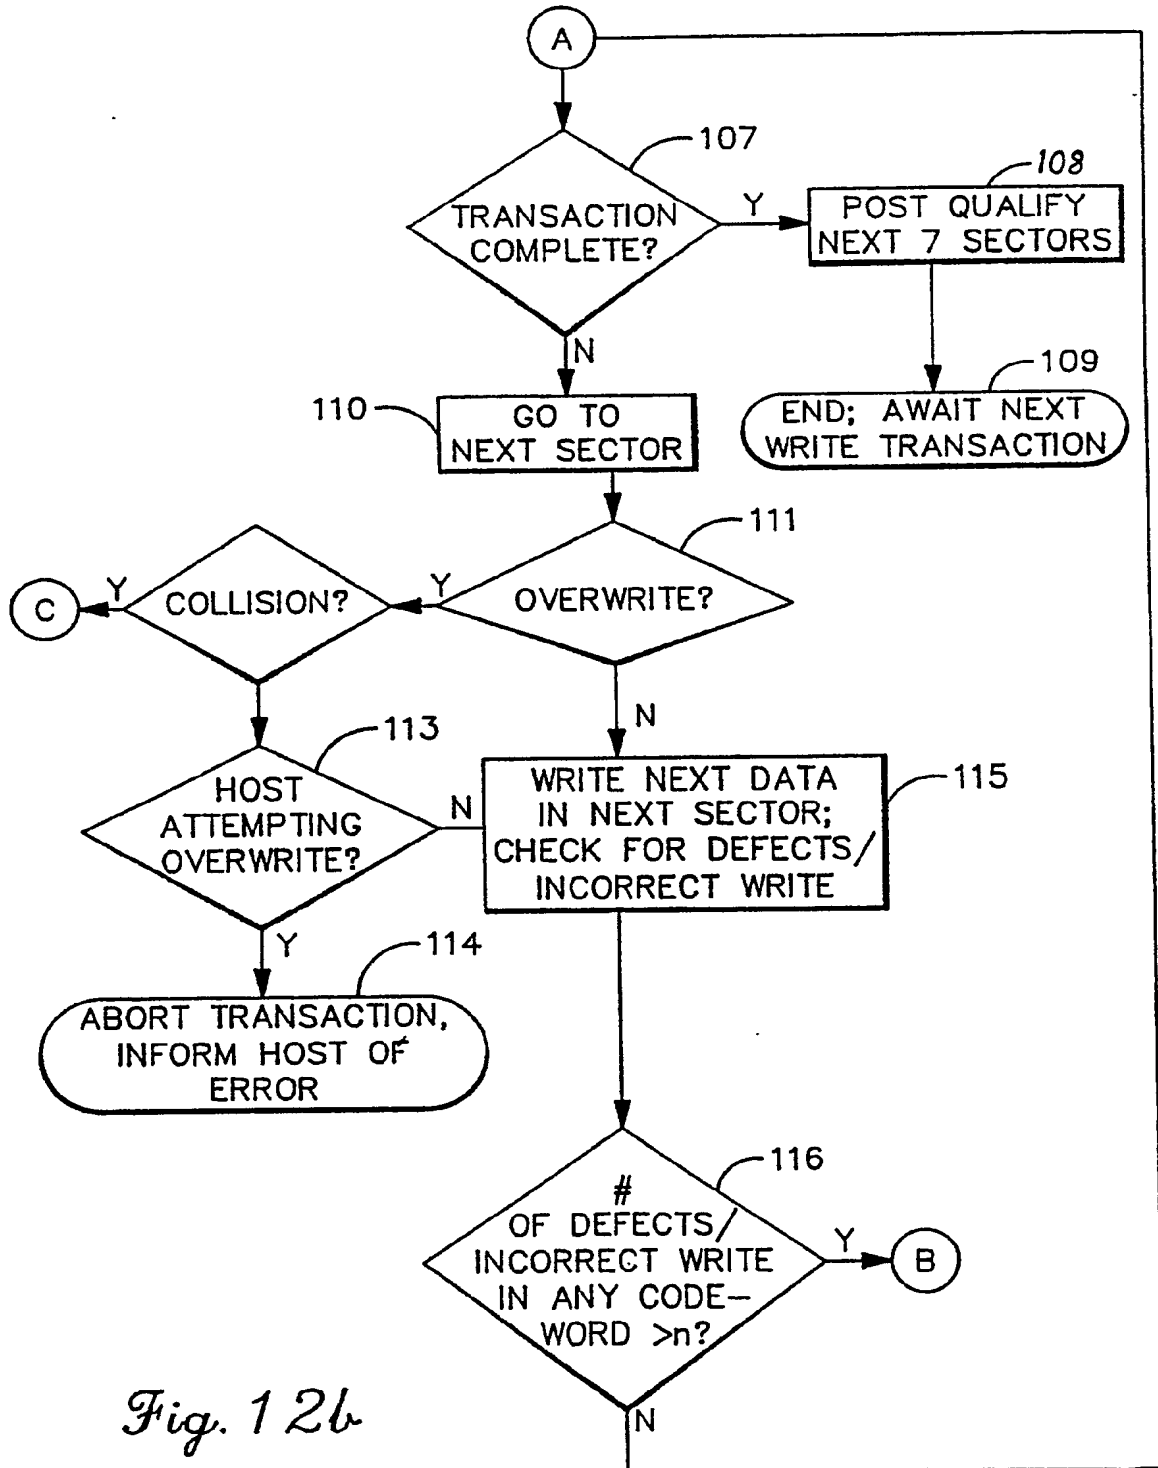 A
107
TRANSACTION
COMPLETE?
Y
108
POST QUALIFY
NEXT 7 SECTORS
N
109
END; AWAIT NEXT
WRITE TRANSACTION
110
GO TO
NEXT SECTOR
111
OVERWRITE?
Y
COLLISION?
Y
C
N
113
HOST
ATTEMPTING
OVERWRITE?
N
115
WRITE NEXT DATA
IN NEXT SECTOR;
CHECK FOR DEFECTS/
INCORRECT WRITE
Y
114
ABORT TRANSACTION,
INFORM HOST OF
ERROR
116
#
OF DEFECTS/
INCORRECT WRITE
IN ANY CODE-
WORD >n?
Y
B
N
Fig. 12b